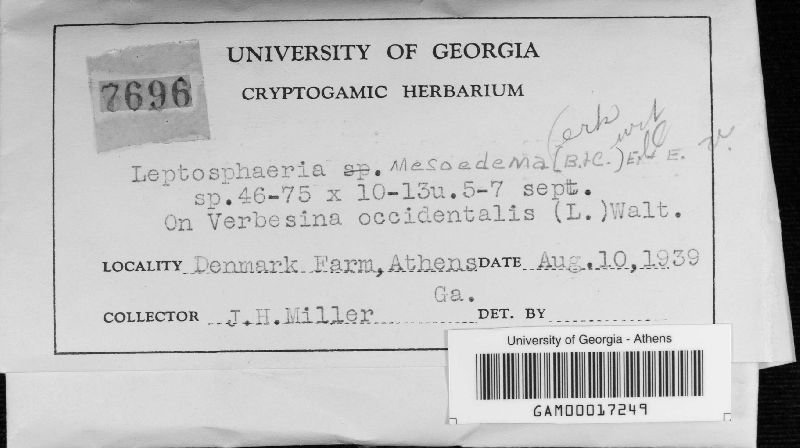 UNIVERSITY OF GEORGIA
7696
CRYPTOGAMIC HERBARIUM
Leptosphaeria sp. Mesoedema (B.+C.) E.+E.
sp.46-75 x 10-13u.5-7 sept.
On Verbesina occidentalis (L.)Walt.
LOCALITY Denmark Farm, Athens DATE Aug.10,1939
Ga.
COLLECTOR J.H.Miller DET. BY
University of Georgia - Athens
GAM00017249